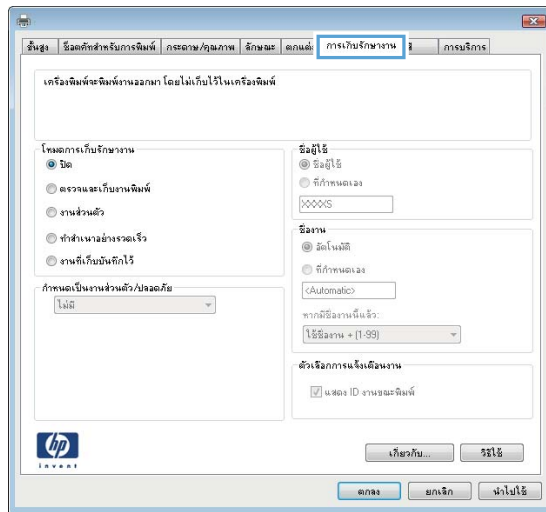 ขั้นสูง ช็อตคัทสำหรับการพิมพ์ กระดาษ/คุณภาพ ลักษณะ ตกแต่ง การเก็บรักษางาน สี การบริการ
เครื่องพิมพ์จะพิมพ์งานออกมา โดยไม่เก็บไว้ในเครื่องพิมพ์
โหมดการเก็บรักษางาน
ปิด
ตรวจและเก็บงานพิมพ์
งานส่วนตัว
ทำสำเนาอย่างรวดเร็ว
งานที่เก็บบันทึกไว้
กำหนดเป็นงานส่วนตัว/ปลอดภัย
ไม่มี
ชื่อผู้ใช้
ชื่อผู้ใช้
ที่กำหนดเอง
XXXXS
ชื่องาน
อัตโนมัติ
ที่กำหนดเอง
<Automatic>
หากมีชื่องานนี้แล้ว:
ใช้ชื่องาน + (1-99)
ตัวเลือกการแจ้งเตือนงาน
แสดง ID งานขณะพิมพ์
hp
invent
เกี่ยวกับ... วิธีใช้
ตกลง ยกเลิก นำไปใช้